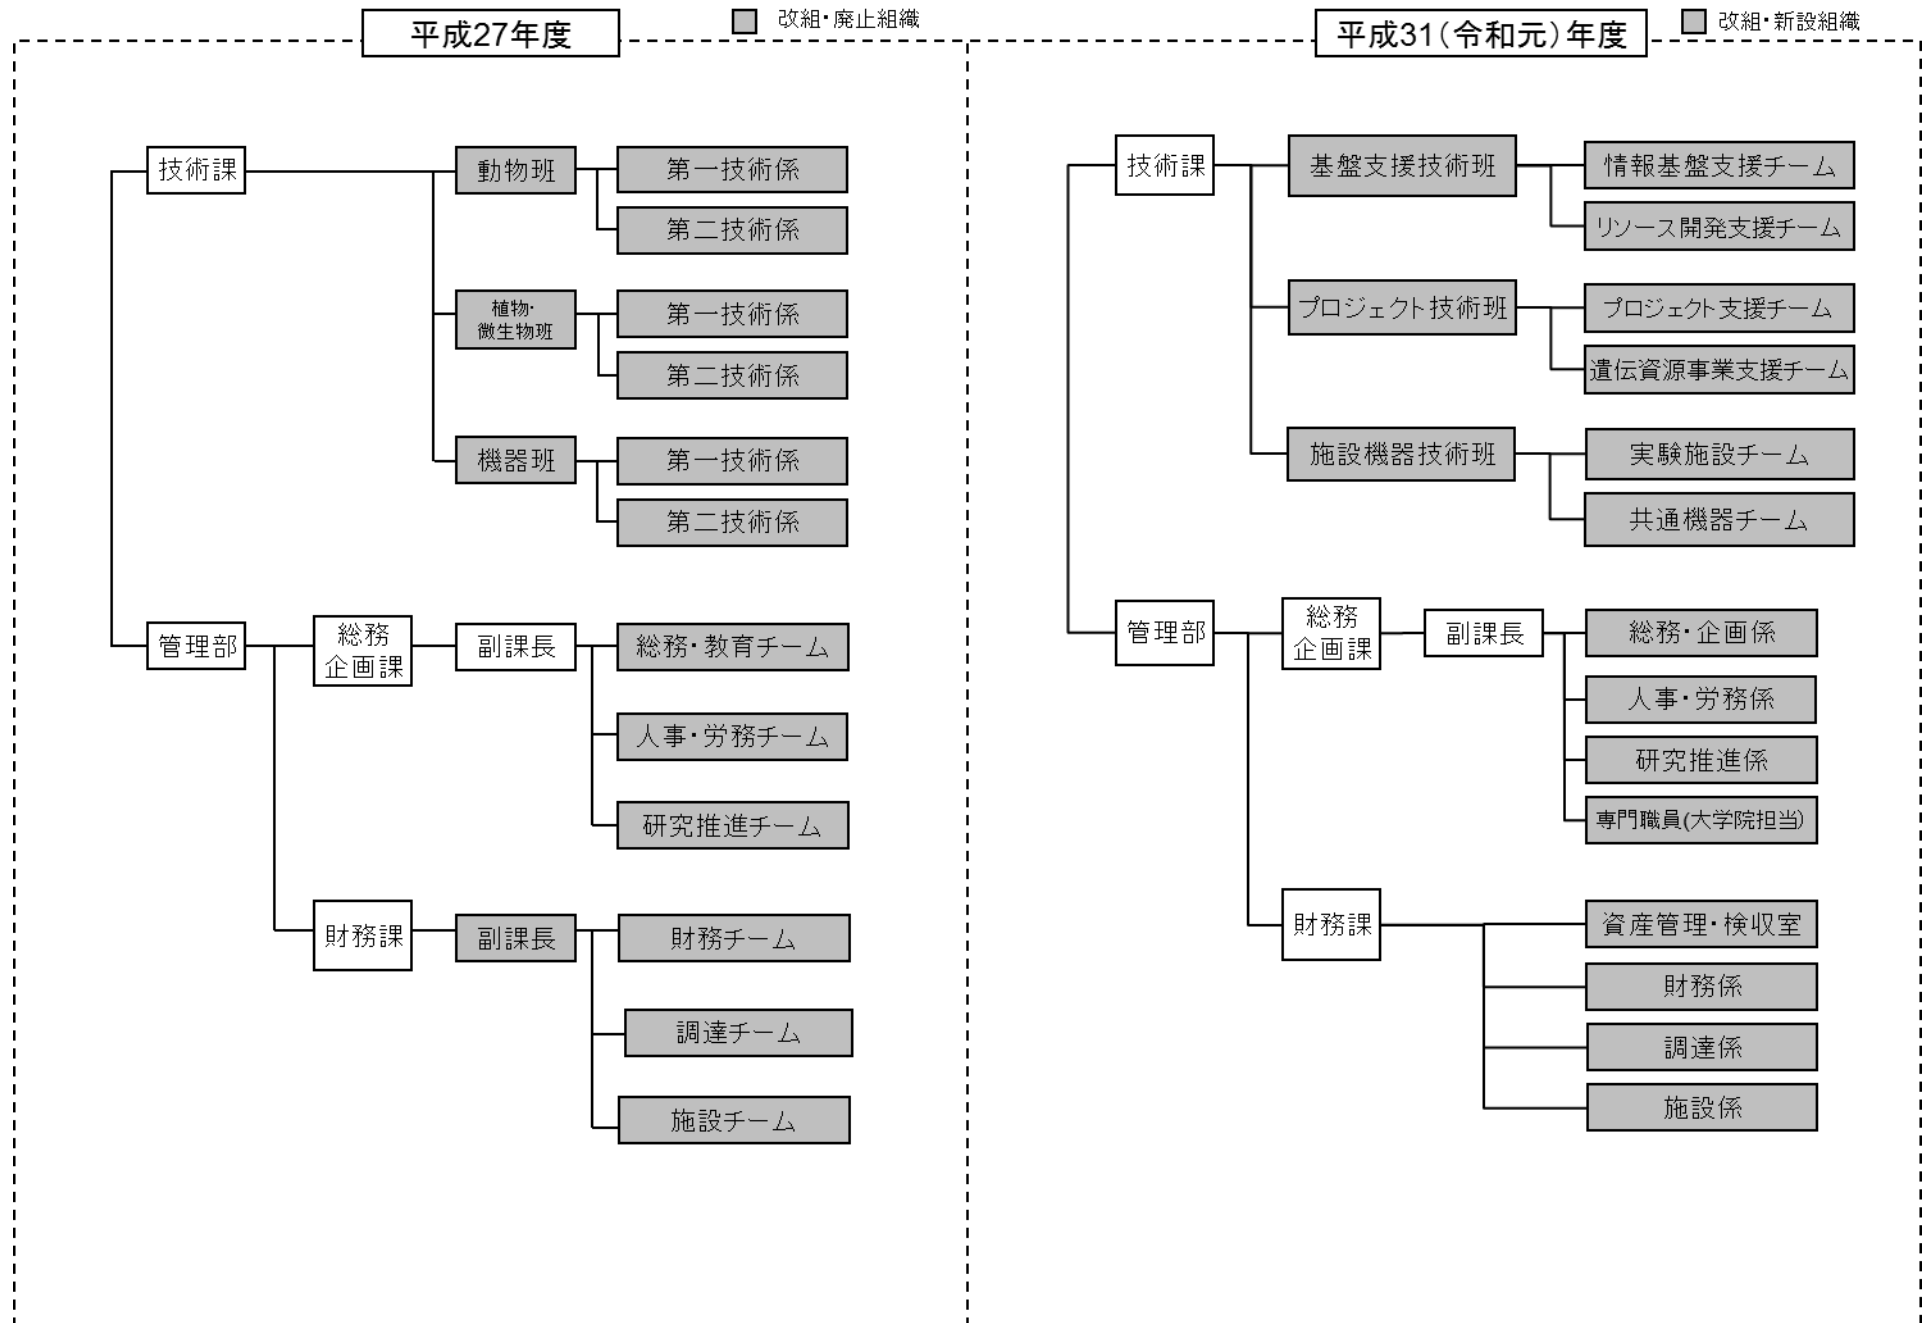 平成27年度
改組・廃止組織
技術課
動物班
第一技術係
第二技術係
植物・
微生物班
第一技術係
第二技術係
機器班
第一技術係
第二技術係
管理部
総務
企画課
副課長
総務・教育チーム
人事・労務チーム
研究推進チーム
財務課
副課長
財務チーム
調達チーム
施設チーム
平成31(令和元)年度
改組・新設組織
技術課
基盤支援技術班
情報基盤支援チーム
リソース開発支援チーム
プロジェクト技術班
プロジェクト支援チーム
遺伝資源事業支援チーム
施設機器技術班
実験施設チーム
共通機器チーム
管理部
総務
企画課
副課長
総務・企画係
人事・労務係
研究推進係
専門職員(大学院担当)
財務課
資産管理・検収室
財務係
調達係
施設係